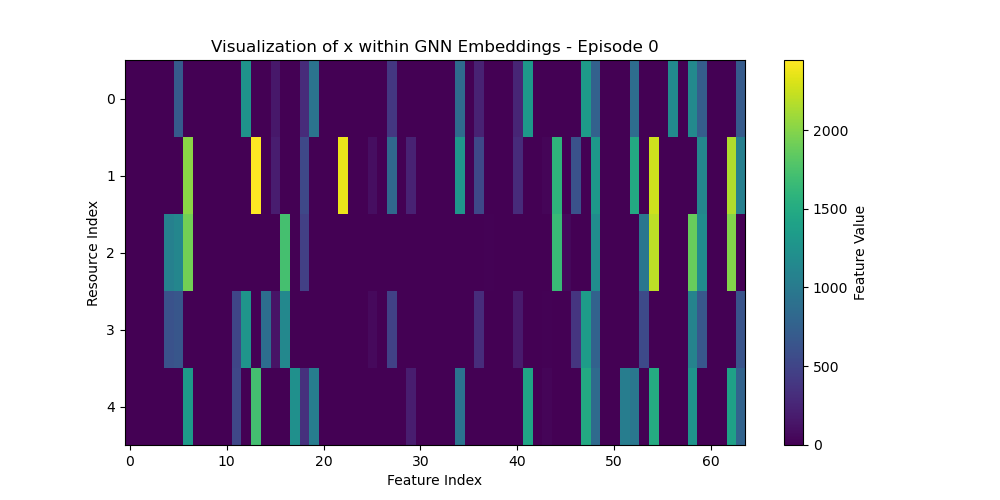 Visualization of x within GNN Embeddings - Episode 0
Resource Index
0
1
2
3
4
0 10 20 30 40 50 60
Feature Index
2000
1500
1000
500
0
Feature Value